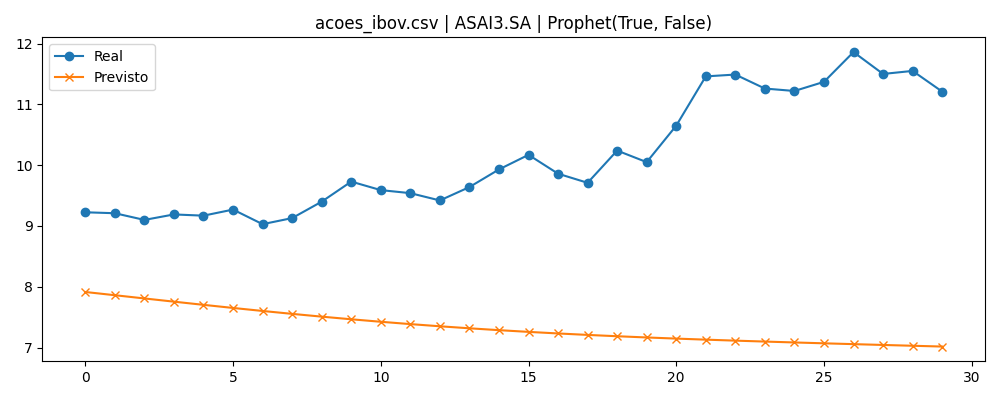 acoes_ibov.csv | ASAI3.SA | Prophet(True, False)
Real
Previsto
12
11
10
9
8
7
0 5 10 15 20 25 30